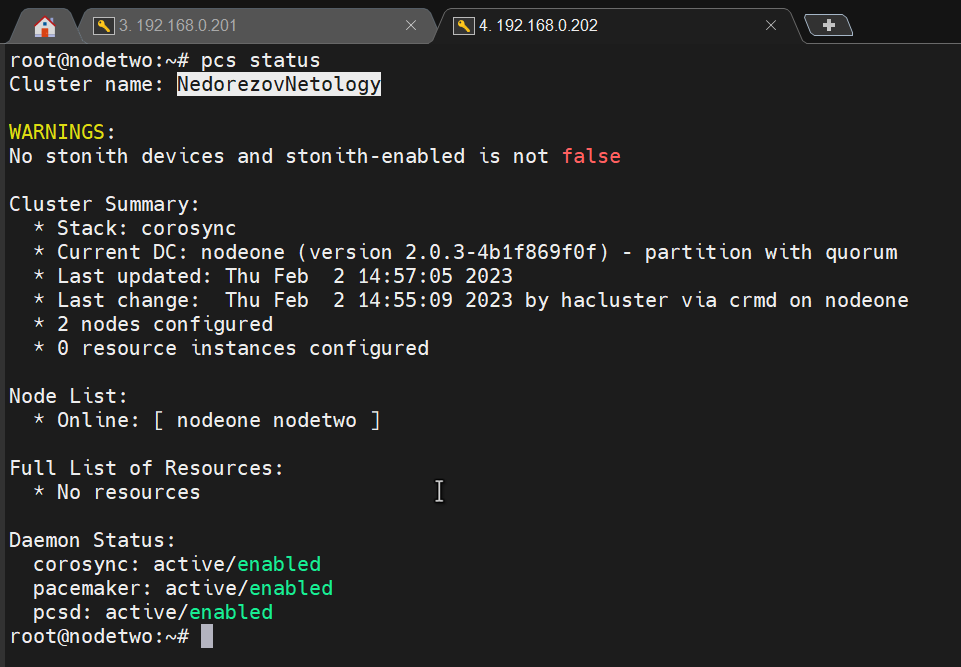 3. 192.168.0.201
4. 192.168.0.202
root@nodetwo:~# pcs status
Cluster name: NedorezovNetology

WARNINGS:
No stonith devices and stonith-enabled is not false

Cluster Summary:
  * Stack: corosync
  * Current DC: nodeone (version 2.0.3-4b1f869f0f) - partition with quorum
  * Last updated: Thu Feb  2 14:57:05 2023
  * Last change:  Thu Feb  2 14:55:09 2023 by hacluster via crmd on nodeone
  * 2 nodes configured
  * 0 resource instances configured

Node List:
  * Online: [ nodeone nodetwo ]

Full List of Resources:
  * No resources

Daemon Status:
  corosync: active/enabled
  pacemaker: active/enabled
  pcsd: active/enabled
root@nodetwo:~#